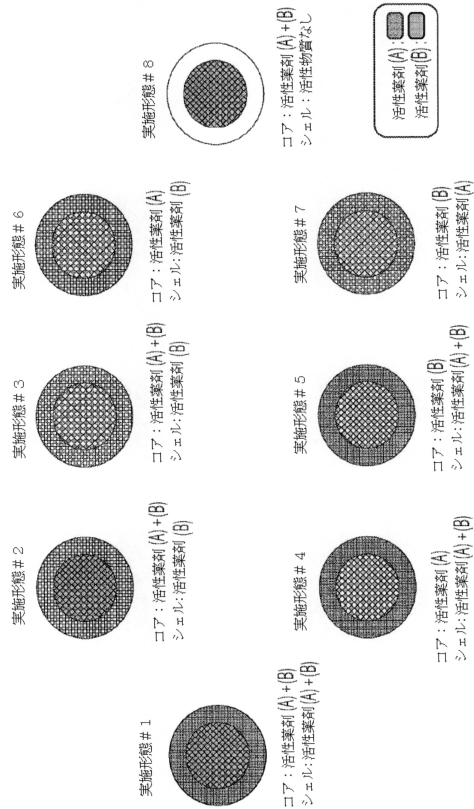 実施形態＃１
コア：活性薬剤(A)＋(B)
シェル：活性薬剤(A)＋(B)
実施形態＃２
コア：活性薬剤(A)＋(B)
シェル：活性薬剤(B)
実施形態＃３
コア：活性薬剤(A)＋(B)
シェル：活性薬剤(B)
実施形態＃６
コア：活性薬剤(A)
シェル：活性薬剤(B)
実施形態＃４
コア：活性薬剤(A)
シェル：活性薬剤(A)＋(B)
実施形態＃５
コア：活性薬剤(B)
シェル：活性薬剤(A)＋(B)
実施形態＃７
コア：活性薬剤(B)
シェル：活性薬剤(A)
実施形態＃８
コア：活性薬剤(A)＋(B)
シェル：活性物質なし
活性薬剤(A)：
活性薬剤(B)：